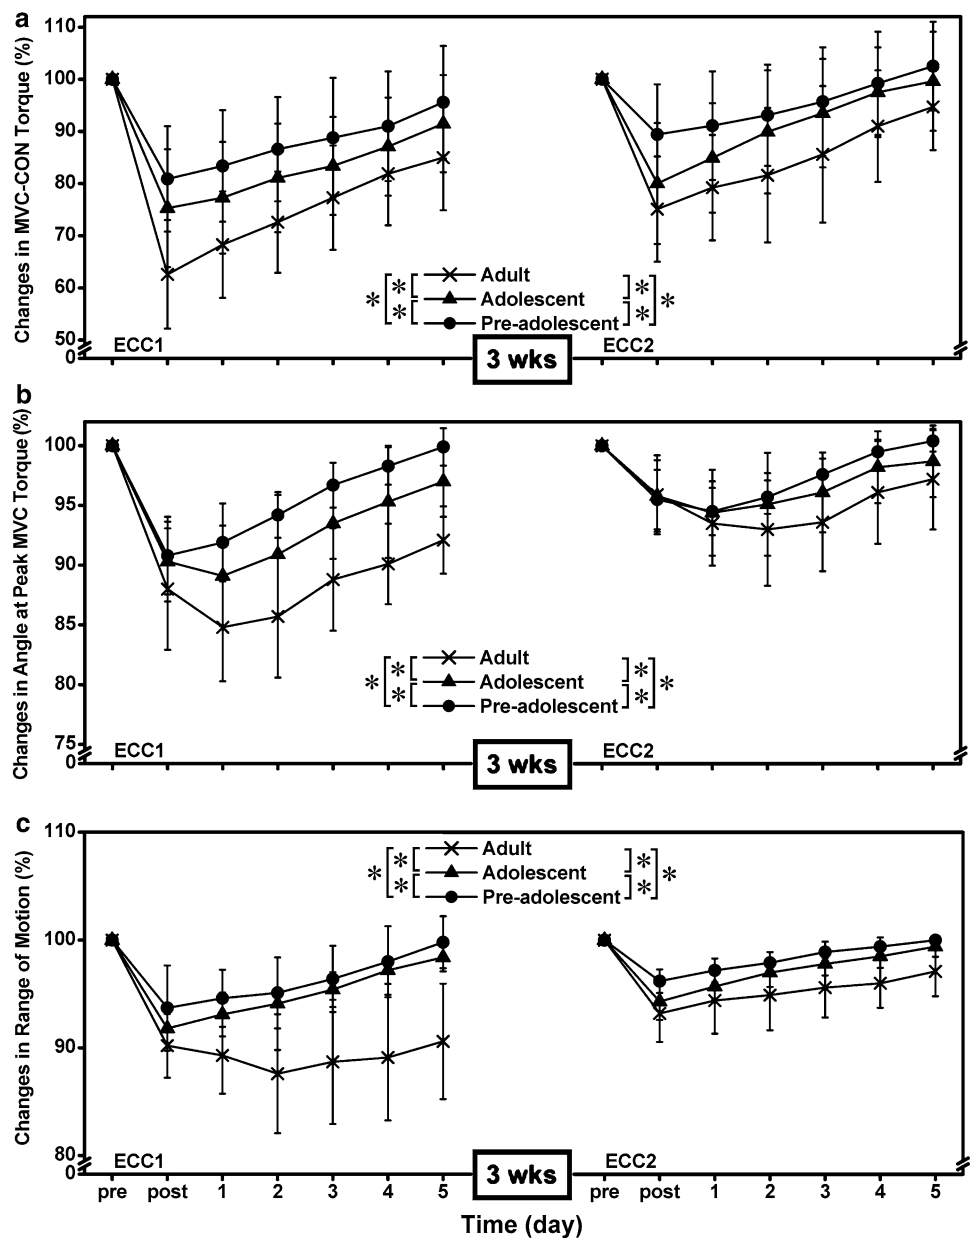 a
Changes in MVC-CON Torque (%)
110
100
90
80
70
60
50
0
* * * Adult * * *
Adolescent
Pre-adolescent
ECC1
3 wks
ECC2
b
Changes in Angle at Peak MVC Torque (%)
100
95
90
85
80
75
0
* * * Adult * * *
Adolescent
Pre-adolescent
ECC1
3 wks
ECC2
c
Changes in Range of Motion (%)
110
100
90
80
0
* * * Adult * * *
Adolescent
Pre-adolescent
ECC1
3 wks
ECC2
pre post 1 2 3 4 5 pre post 1 2 3 4 5
Time (day)